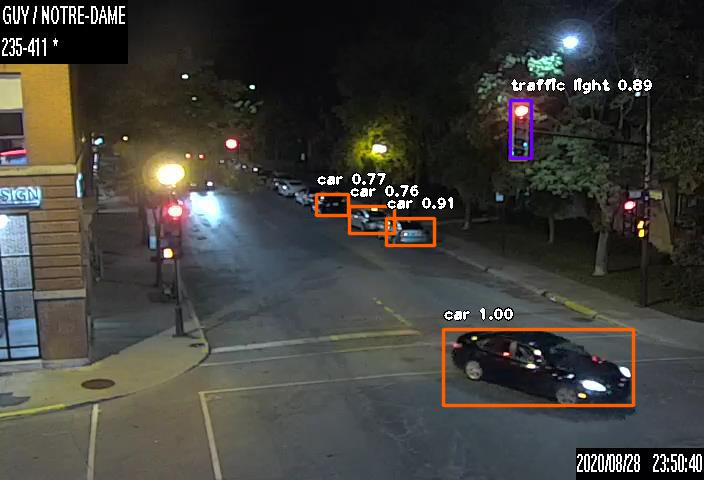 GUY / NOTRE-DAME
235-411 *
traffic light 0.89
car 0.77
car 0.76
SIGN
car 0.91
car 1.00
2020/08/28 23:50:40